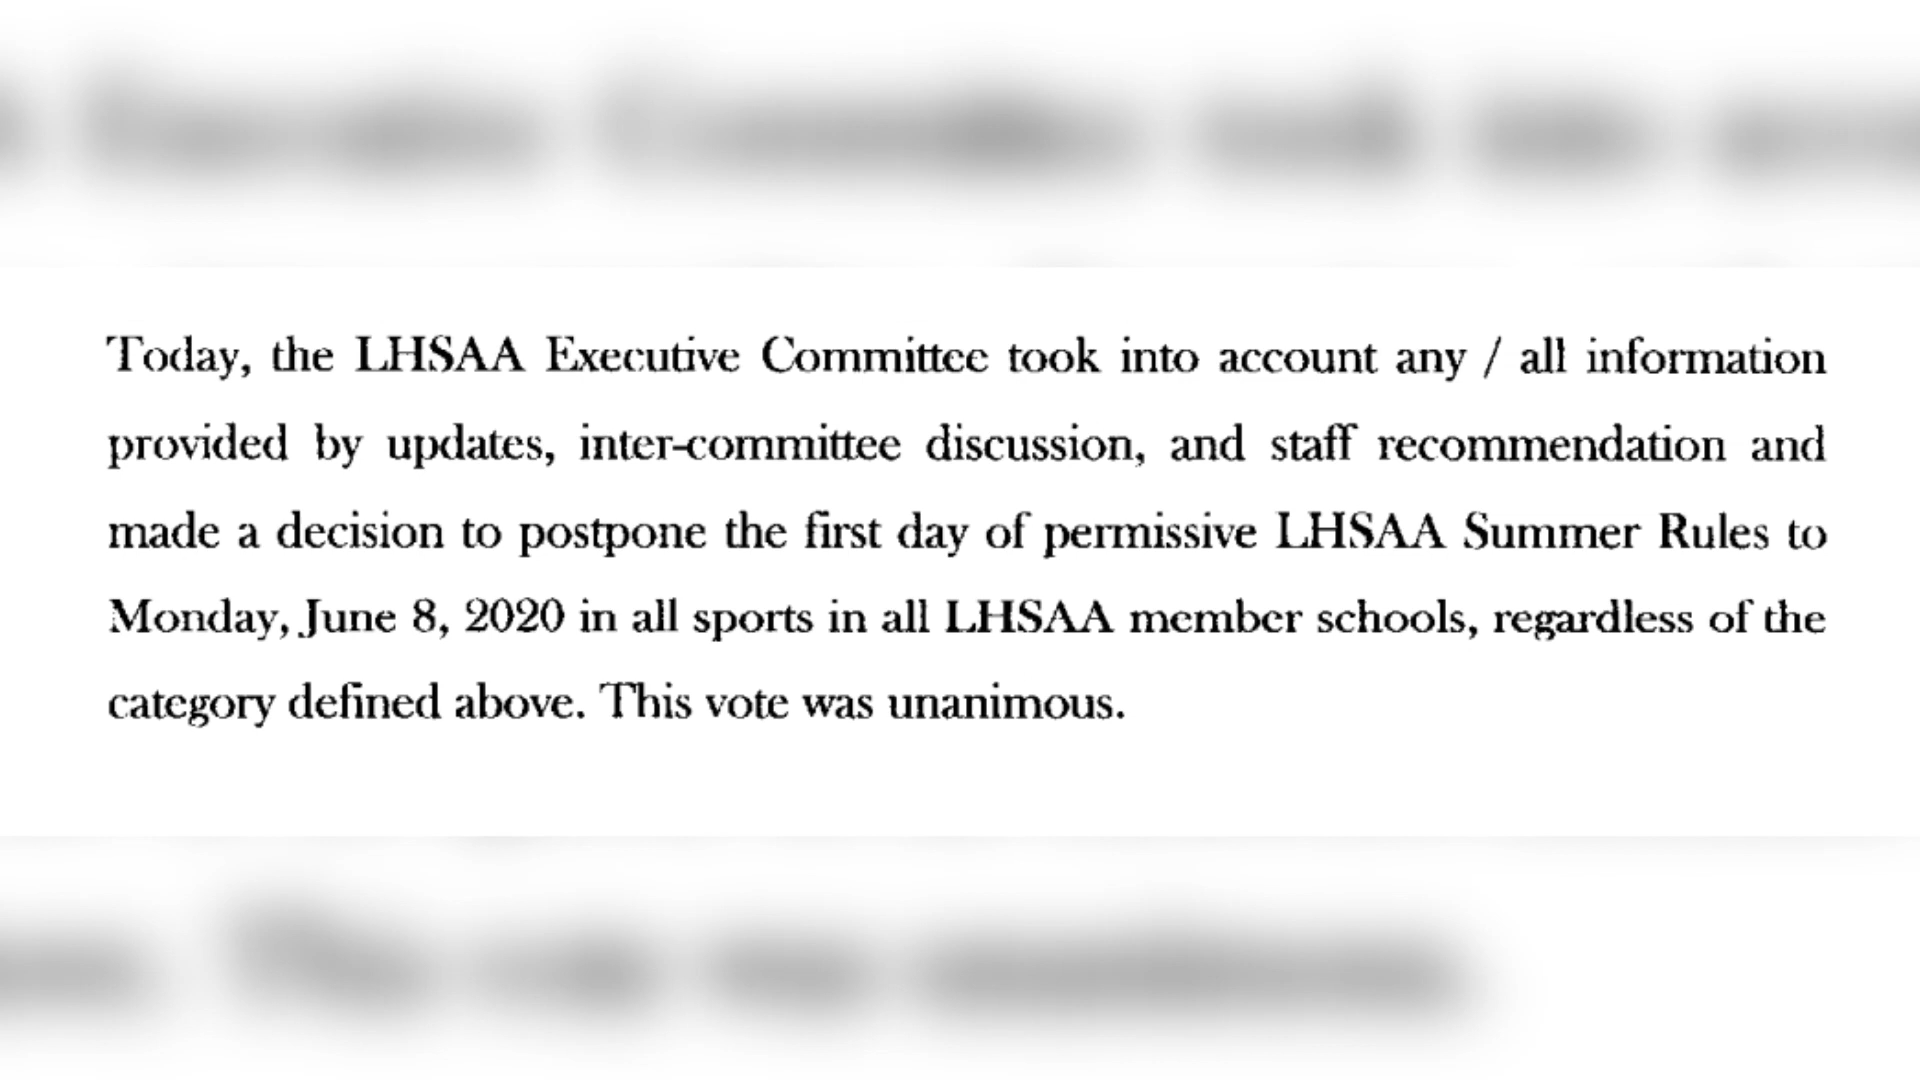 Today, the LHSAA Executive Committee took into account any / all information
provided by updates, inter-committee discussion, and staff recommendation and
made a decision to postpone the first day of permissive LHSAA Summer Rules to
Monday, June 8, 2020 in all sports in all LHSAA member schools, regardless of the
category defined above. This vote was unanimous.